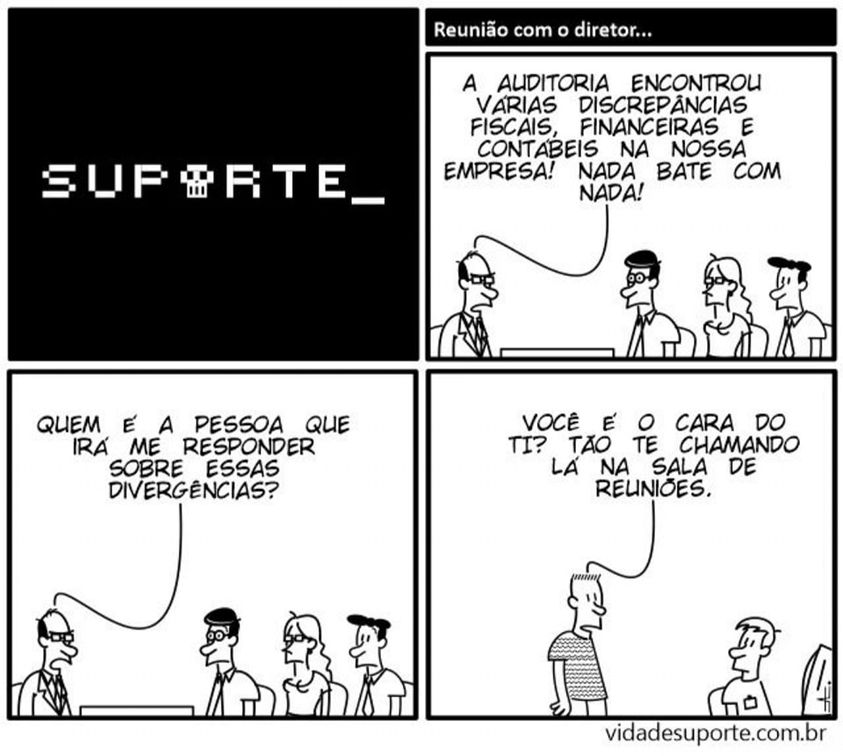 SUPORTE_
Reunião com o diretor...
A AUDITORIA ENCONTROU
VÁRIAS DISCREPÂNCIAS
FISCAIS, FINANCEIRAS E
CONTÁBEIS NA NOSSA
EMPRESA! NADA BATE COM
NADA!
QUEM É A PESSOA QUE
IRÁ ME RESPONDER
SOBRE ESSAS
DIVERGÊNCIAS?
VOCÊ É O CARA DO
TI? TÃO TE CHAMANDO
LÁ NA SALA DE
REUNIÕES.
vidadesuporte.com.br